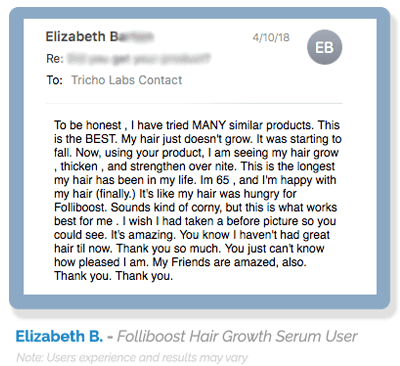 Elizabeth B
4/10/18
EB
Re:
To: Tricho Labs Contact
To be honest , I have tried MANY similar products. This
is the BEST. My hair just doesn't grow. It was starting to
fall. Now, using your product, I am seeing my hair grow
, thicken , and strengthen over nite. This is the longest
my hair has been in my life. Im 65 , and I'm happy with
my hair (finally.) It's like my hair was hungry for
Folliboost. Sounds kind of corny, but this is what works
best for me . I wish I had taken a before picture so you
could see. It's amazing. You know I haven't had great
hair til now. Thank you so much. You just can't know
how pleased I am. My Friends are amazed, also.
Thank you. Thank you.
Elizabeth B. - Folliboost Hair Growth Serum User
Note: Users experience and results may vary